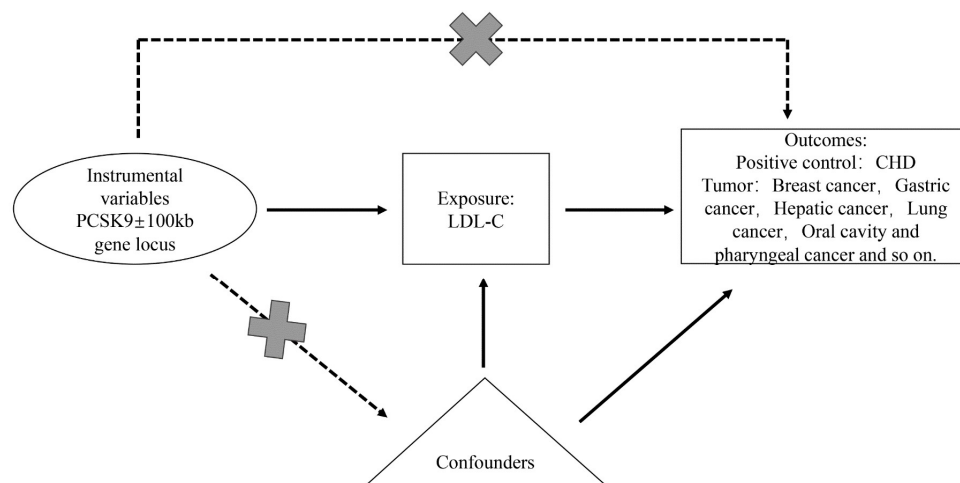 Instrumental
variables
PCSK9±100kb
gene locus
Exposure:
LDL-C
Outcomes:
Positive control： CHD
Tumor： Breast cancer， Gastric
cancer， Hepatic cancer， Lung
cancer， Oral cavity and
pharyngeal cancer and so on.
Confounders